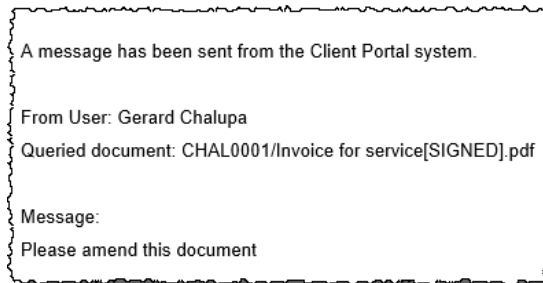 A message has been sent from the Client Portal system.
From User: Gerard Chalupa
Queried document: CHAL0001/Invoice for service[SIGNED].pdf
Message:
Please amend this document